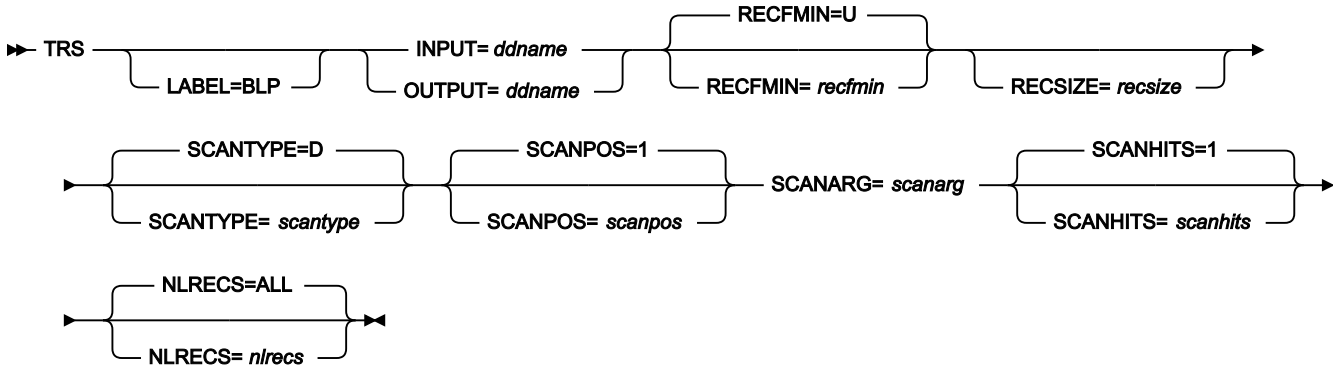 RECFMIN=U
TRS INPUT= ddname
LABEL=BLP OUTPUT= ddname RECFMIN= recfmin RECSIZE= recsize
SCANTYPE=D SCANPOS=1 SCANHITS=1
SCANARG= scanarg
SCANTYPE= scantype SCANPOS= scanpos SCANHITS= scanhits
NLRECS=ALL
NLRECS= nlrecs